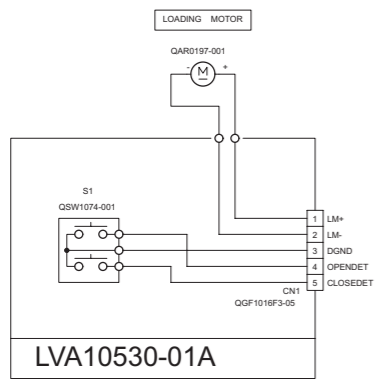 LOADING MOTOR
QAR0197-001
- M +
S1
QSW1074-001
1 LM+
2 LM-
3 DGND
4 OPENDET
5 CLOSEDET
CN1
QGF1016F3-05
LVA10530-01A